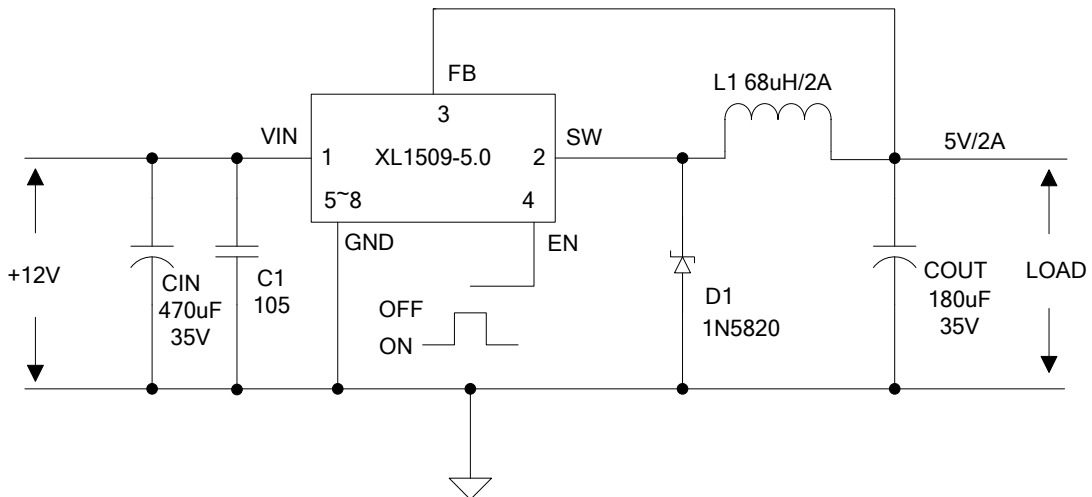 FB
L1 68uH/2A
3
VIN
SW
5V/2A
1
XL1509-5.0
2
5~8
4
GND
EN
+12V
CIN
470uF
35V
C1
105
OFF
ON
D1
1N5820
COUT
180uF
35V
LOAD